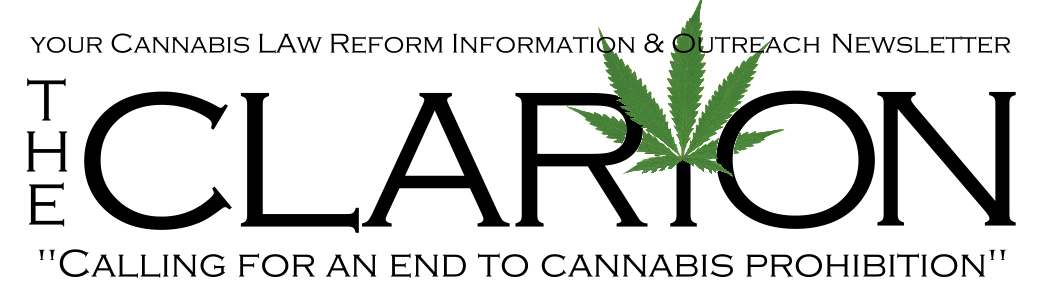 YOUR CANNABIS LAW REFORM INFORMATION & OUTREACH NEWSLETTER
THE CLARION
"CALLING FOR AN END TO CANNABIS PROHIBITION"